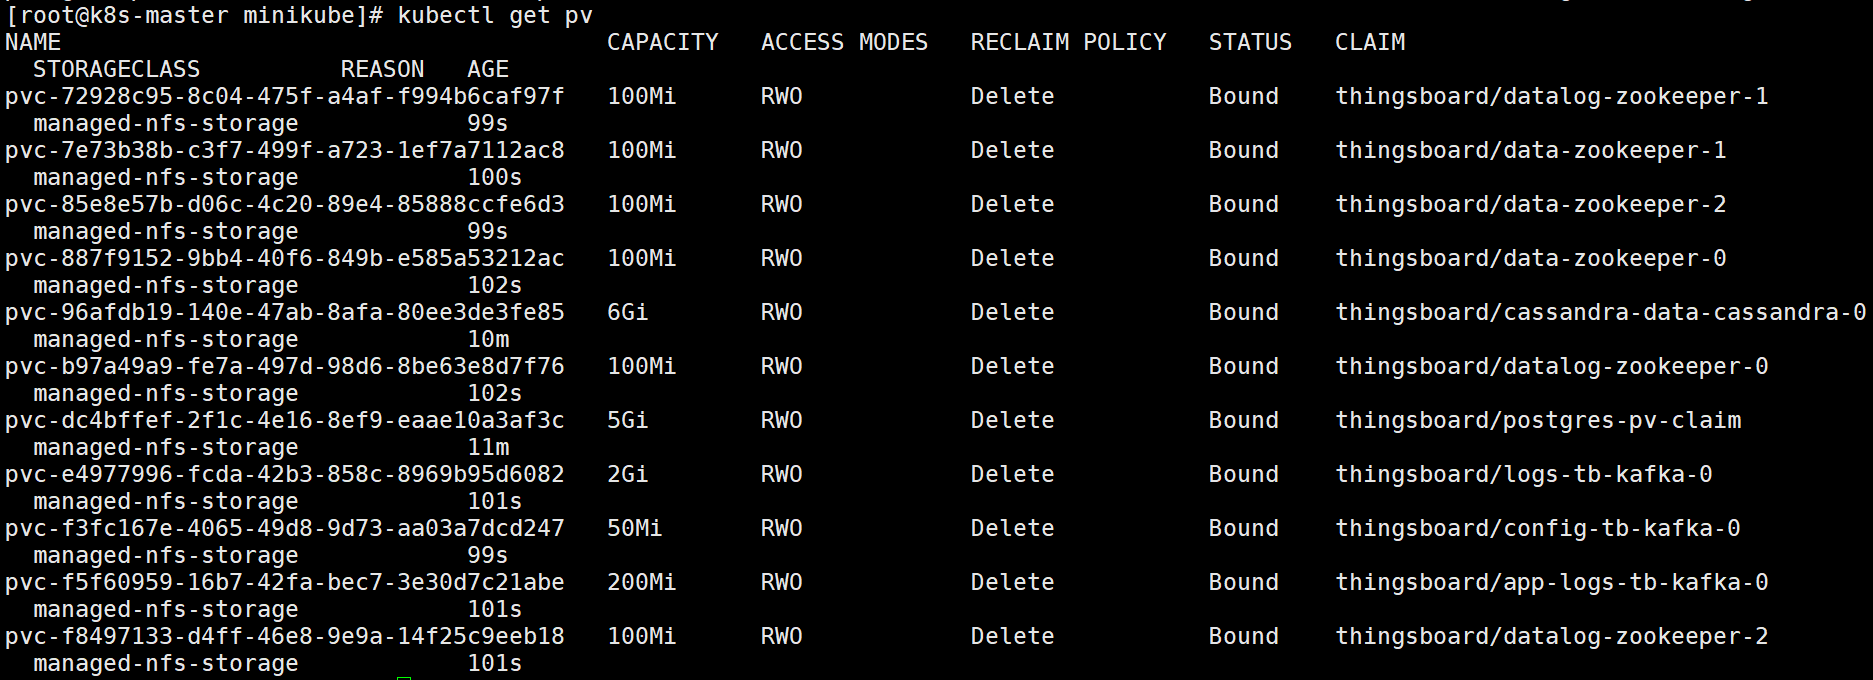 [root@k8s-master minikube]# kubectl get pv
NAME                                       CAPACITY   ACCESS MODES   RECLAIM POLICY   STATUS   CLAIM
  STORAGECLASS          REASON   AGE
pvc-72928c95-8c04-475f-a4af-f994b6caf97f   100Mi      RWO            Delete           Bound    thingsboard/datalog-zookeeper-1
  managed-nfs-storage            99s
pvc-7e73b38b-c3f7-499f-a723-1ef7a7112ac8   100Mi      RWO            Delete           Bound    thingsboard/data-zookeeper-1
  managed-nfs-storage            100s
pvc-85e8e57b-d06c-4c20-89e4-85888ccfe6d3   100Mi      RWO            Delete           Bound    thingsboard/data-zookeeper-2
  managed-nfs-storage            99s
pvc-887f9152-9bb4-40f6-849b-e585a53212ac   100Mi      RWO            Delete           Bound    thingsboard/data-zookeeper-0
  managed-nfs-storage            102s
pvc-96afdb19-140e-47ab-8afa-80ee3de3fe85   6Gi        RWO            Delete           Bound    thingsboard/cassandra-data-cassandra-0
  managed-nfs-storage            10m
pvc-b97a49a9-fe7a-497d-98d6-8be63e8d7f76   100Mi      RWO            Delete           Bound    thingsboard/datalog-zookeeper-0
  managed-nfs-storage            102s
pvc-dc4bffef-2f1c-4e16-8ef9-eaae10a3af3c   5Gi        RWO            Delete           Bound    thingsboard/postgres-pv-claim
  managed-nfs-storage            11m
pvc-e4977996-fcda-42b3-858c-8969b95d6082   2Gi        RWO            Delete           Bound    thingsboard/logs-tb-kafka-0
  managed-nfs-storage            101s
pvc-f3fc167e-4065-49d8-9d73-aa03a7dcd247   50Mi       RWO            Delete           Bound    thingsboard/config-tb-kafka-0
  managed-nfs-storage            99s
pvc-f5f60959-16b7-42fa-bec7-3e30d7c21abe   200Mi      RWO            Delete           Bound    thingsboard/app-logs-tb-kafka-0
  managed-nfs-storage            101s
pvc-f8497133-d4ff-46e8-9e9a-14f25c9eeb18   100Mi      RWO            Delete           Bound    thingsboard/datalog-zookeeper-2
  managed-nfs-storage            101s